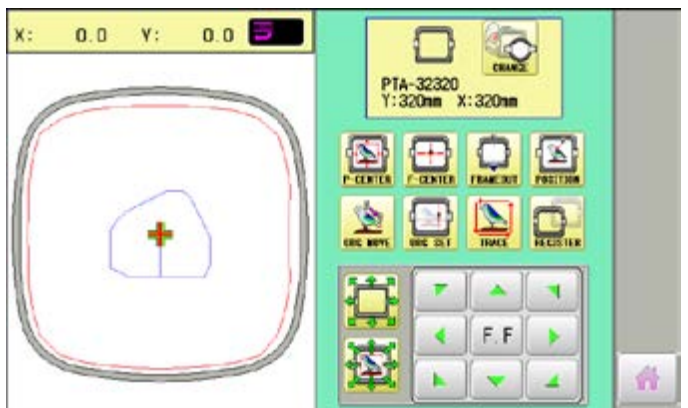 X: 0.0 Y: 0.0
CHANGE
PTA-32320
Y:320mm X:320mm
P-CENTER F-CENTER FRAMEOUT POSITION
ORG MOVE ORG SET TRACE REGISTER
F.F